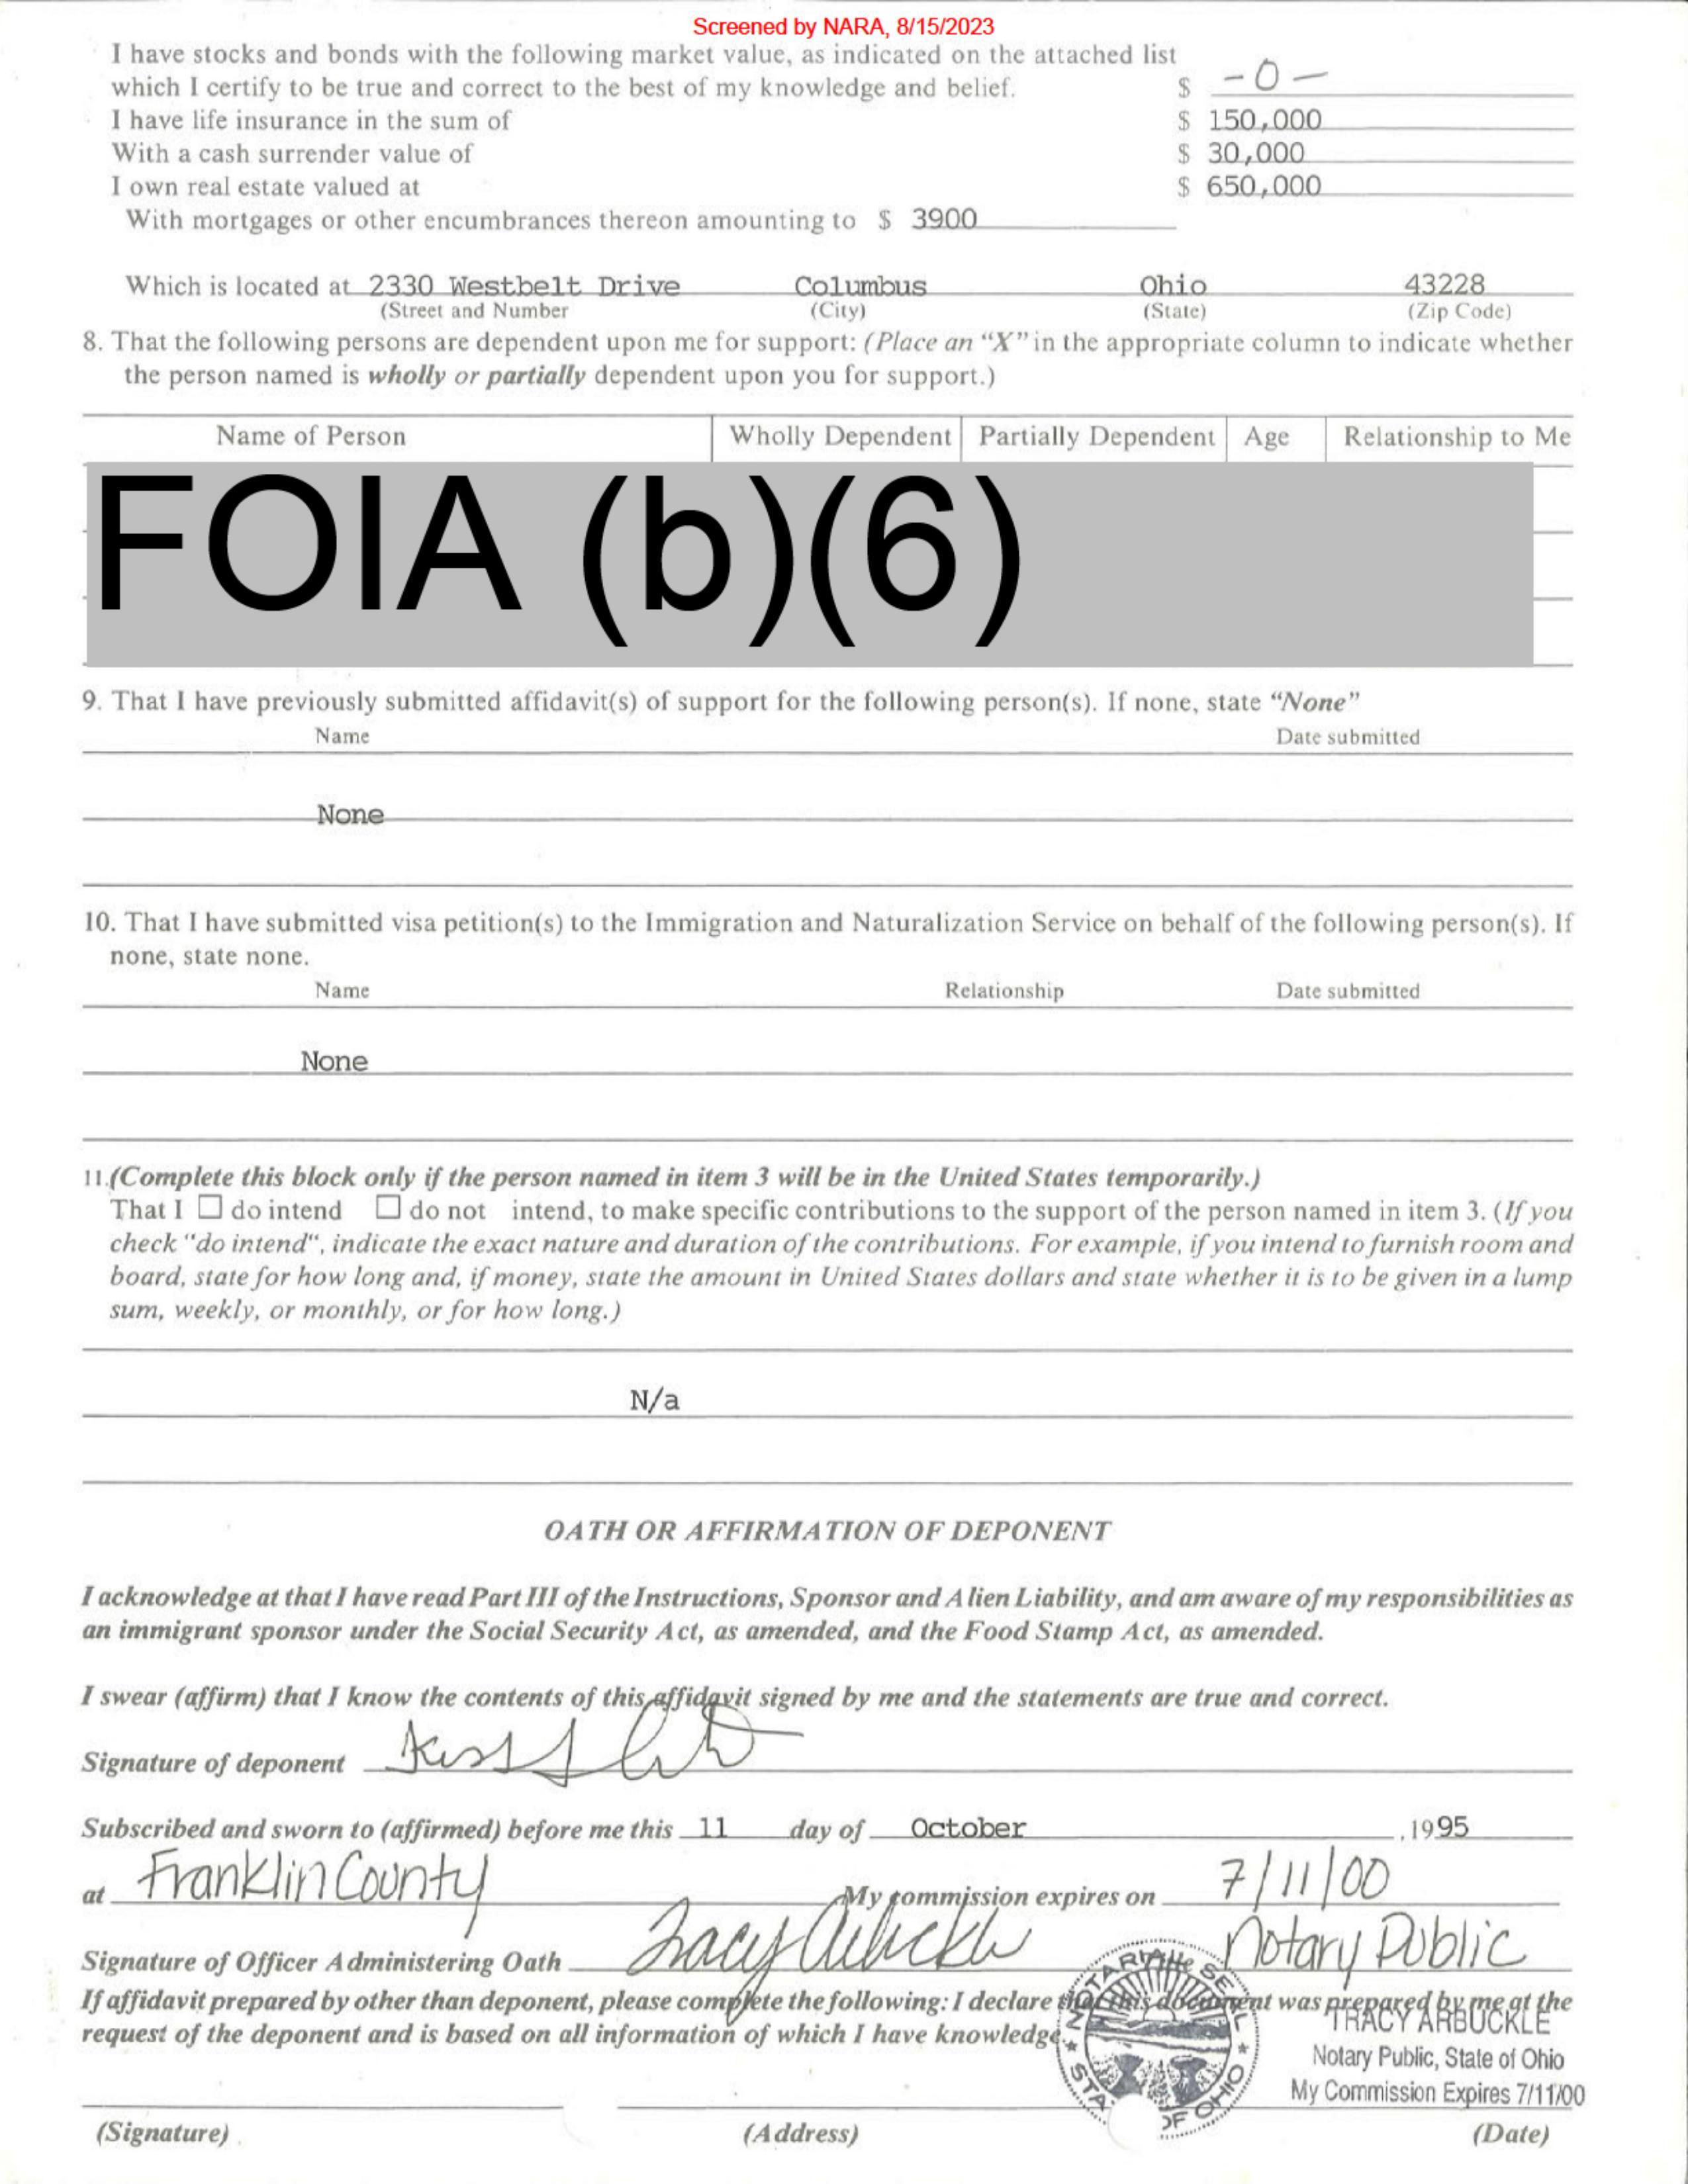 Screened by NARA, 8/15/2023
I have stocks and bonds with the following market value, as indicated on the attached list
which I certify to be true and correct to the best of my knowledge and belief. $ -0-
I have life insurance in the sum of $ 150,000
With a cash surrender value of $ 30,000
I own real estate valued at $ 650,000
With mortgages or other encumbrances thereon amounting to $ 3900
Which is located at 2330 Westbelt Drive Columbus Ohio 43228
(Street and Number (City) (State) (Zip Code)
8. That the following persons are dependent upon me for support: (Place an "X" in the appropriate column to indicate whether
the person named is wholly or partially dependent upon you for support.)
Name of Person Wholly Dependent Partially Dependent Age Relationship to Me
FOIA (b)(6)
9. That I have previously submitted affidavit(s) of support for the following person(s). If none, state "None"
Name Date submitted
None
10. That I have submitted visa petition(s) to the Immigration and Naturalization Service on behalf of the following person(s). If
none, state none.
Name Relationship Date submitted
None
11.(Complete this block only if the person named in item 3 will be in the United States temporarily.)
That I ☐ do intend ☐ do not intend, to make specific contributions to the support of the person named in item 3. (If you
check "do intend", indicate the exact nature and duration of the contributions. For example, if you intend to furnish room and
board, state for how long and, if money, state the amount in United States dollars and state whether it is to be given in a lump
sum, weekly, or monthly, or for how long.)
N/a
OATH OR AFFIRMATION OF DEPONENT
I acknowledge at that I have read Part III of the Instructions, Sponsor and Alien Liability, and am aware of my responsibilities as
an immigrant sponsor under the Social Security Act, as amended, and the Food Stamp Act, as amended.
I swear (affirm) that I know the contents of this affidavit signed by me and the statements are true and correct.
Signature of deponent
Subscribed and sworn to (affirmed) before me this 11 day of October ,1995
at Franklin County My commission expires on 7/11/00
Signature of Officer Administering Oath Tracy Arbuckle Notary Public
If affidavit prepared by other than deponent, please complete the following: I declare that this document was prepared by me at the
request of the deponent and is based on all information of which I have knowledge.
NOTARIAL SEAL
STA OF OHIO
TRACY ARBUCKLE
Notary Public, State of Ohio
My Commission Expires 7/11/00
(Signature) (Address) (Date)